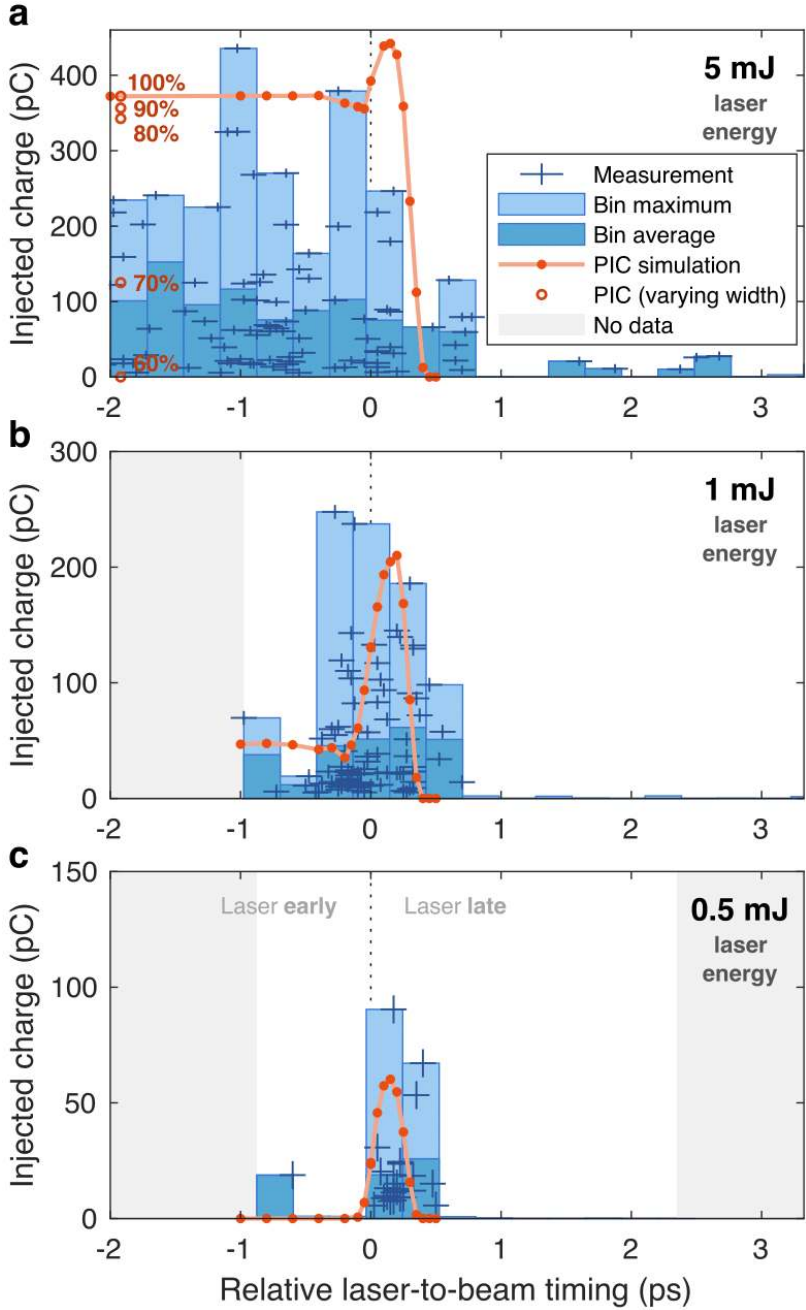 a
Injected charge (pC)
400
300
200
100
0
100%
90%
80%
70%
60%
5 mJ
laser
energy
Measurement
Bin maximum
Bin average
PIC simulation
PIC (varying width)
No data
-2
-1
0
1
2
3
b
Injected charge (pC)
300
200
100
0
1 mJ
laser
energy
-2
-1
0
1
2
3
c
Injected charge (pC)
150
100
50
0
Laser early
Laser late
0.5 mJ
laser
energy
-2
-1
0
1
2
3
Relative laser-to-beam timing (ps)